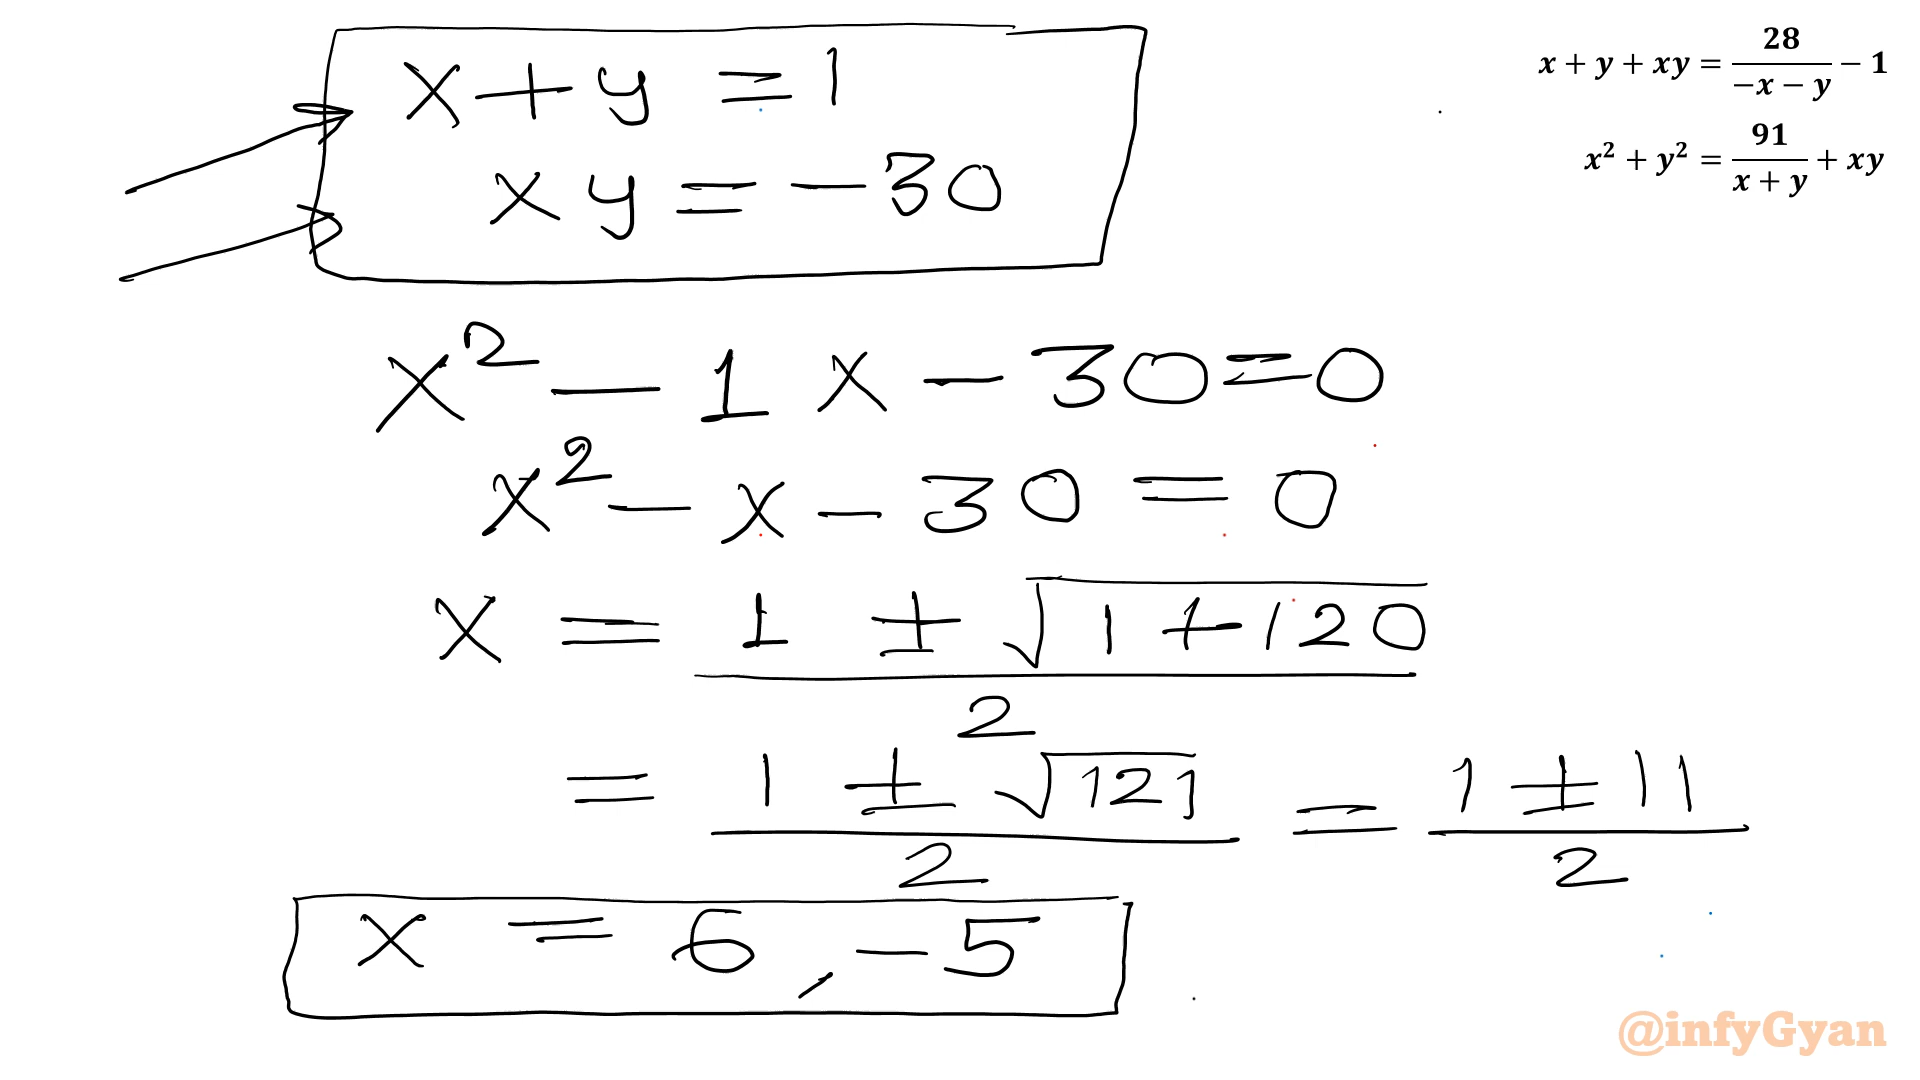 x + y = 1
xy = -30
x + y + xy = 28/(-x - y) - 1
x² + y² = 91/(x + y) + xy
x² - 1x - 30 = 0
x² - x - 30 = 0
x = (1 ± √(1 + 120))/2
= (1 ± √121)/2 = (1 ± 11)/2
x = 6, -5
@infyGyan